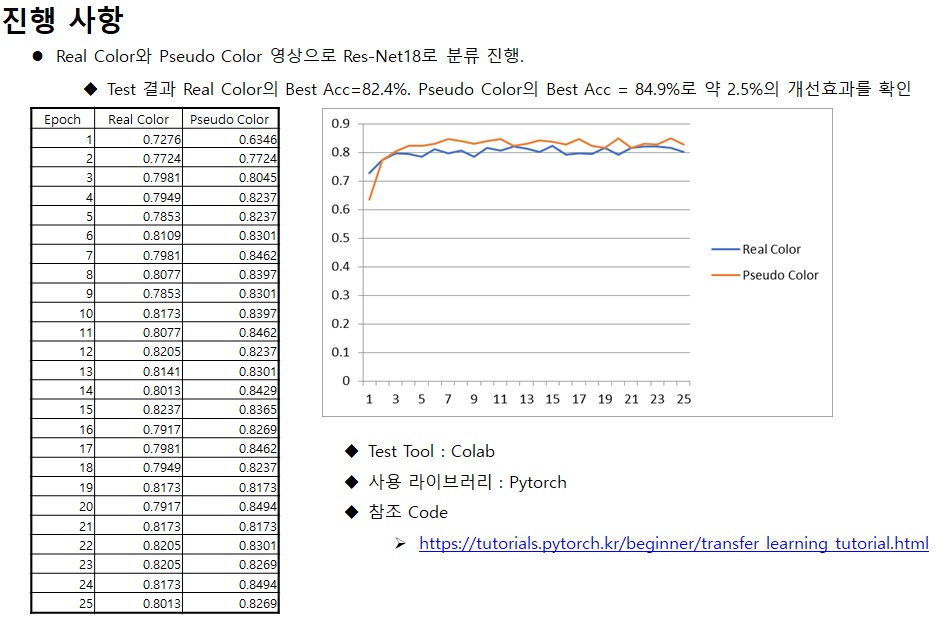 진행 사항
● Real Color와 Pseudo Color 영상으로 Res-Net18로 분류 진행.
◆ Test 결과 Real Color의 Best Acc=82.4%. Pseudo Color의 Best Acc = 84.9%로 약 2.5%의 개선효과를 확인
Epoch Real Color Pseudo Color
1 0.7276 0.6346
2 0.7724 0.7724
3 0.7981 0.8045
4 0.7949 0.8237
5 0.7853 0.8237
6 0.8109 0.8301
7 0.7981 0.8462
8 0.8077 0.8397
9 0.7853 0.8301
10 0.8173 0.8397
11 0.8077 0.8462
12 0.8205 0.8237
13 0.8141 0.8301
14 0.8013 0.8429
15 0.8237 0.8365
16 0.7917 0.8269
17 0.7981 0.8462
18 0.7949 0.8237
19 0.8173 0.8173
20 0.7917 0.8494
21 0.8173 0.8173
22 0.8205 0.8301
23 0.8205 0.8269
24 0.8173 0.8494
25 0.8013 0.8269
0.9
0.8
0.7
0.6
0.5
0.4
0.3
0.2
0.1
0
1 3 5 7 9 11 13 15 17 19 21 23 25
Real Color
Pseudo Color
◆ Test Tool : Colab
◆ 사용 라이브러리 : Pytorch
◆ 참조 Code
➢ https://tutorials.pytorch.kr/beginner/transfer_learning_tutorial.html